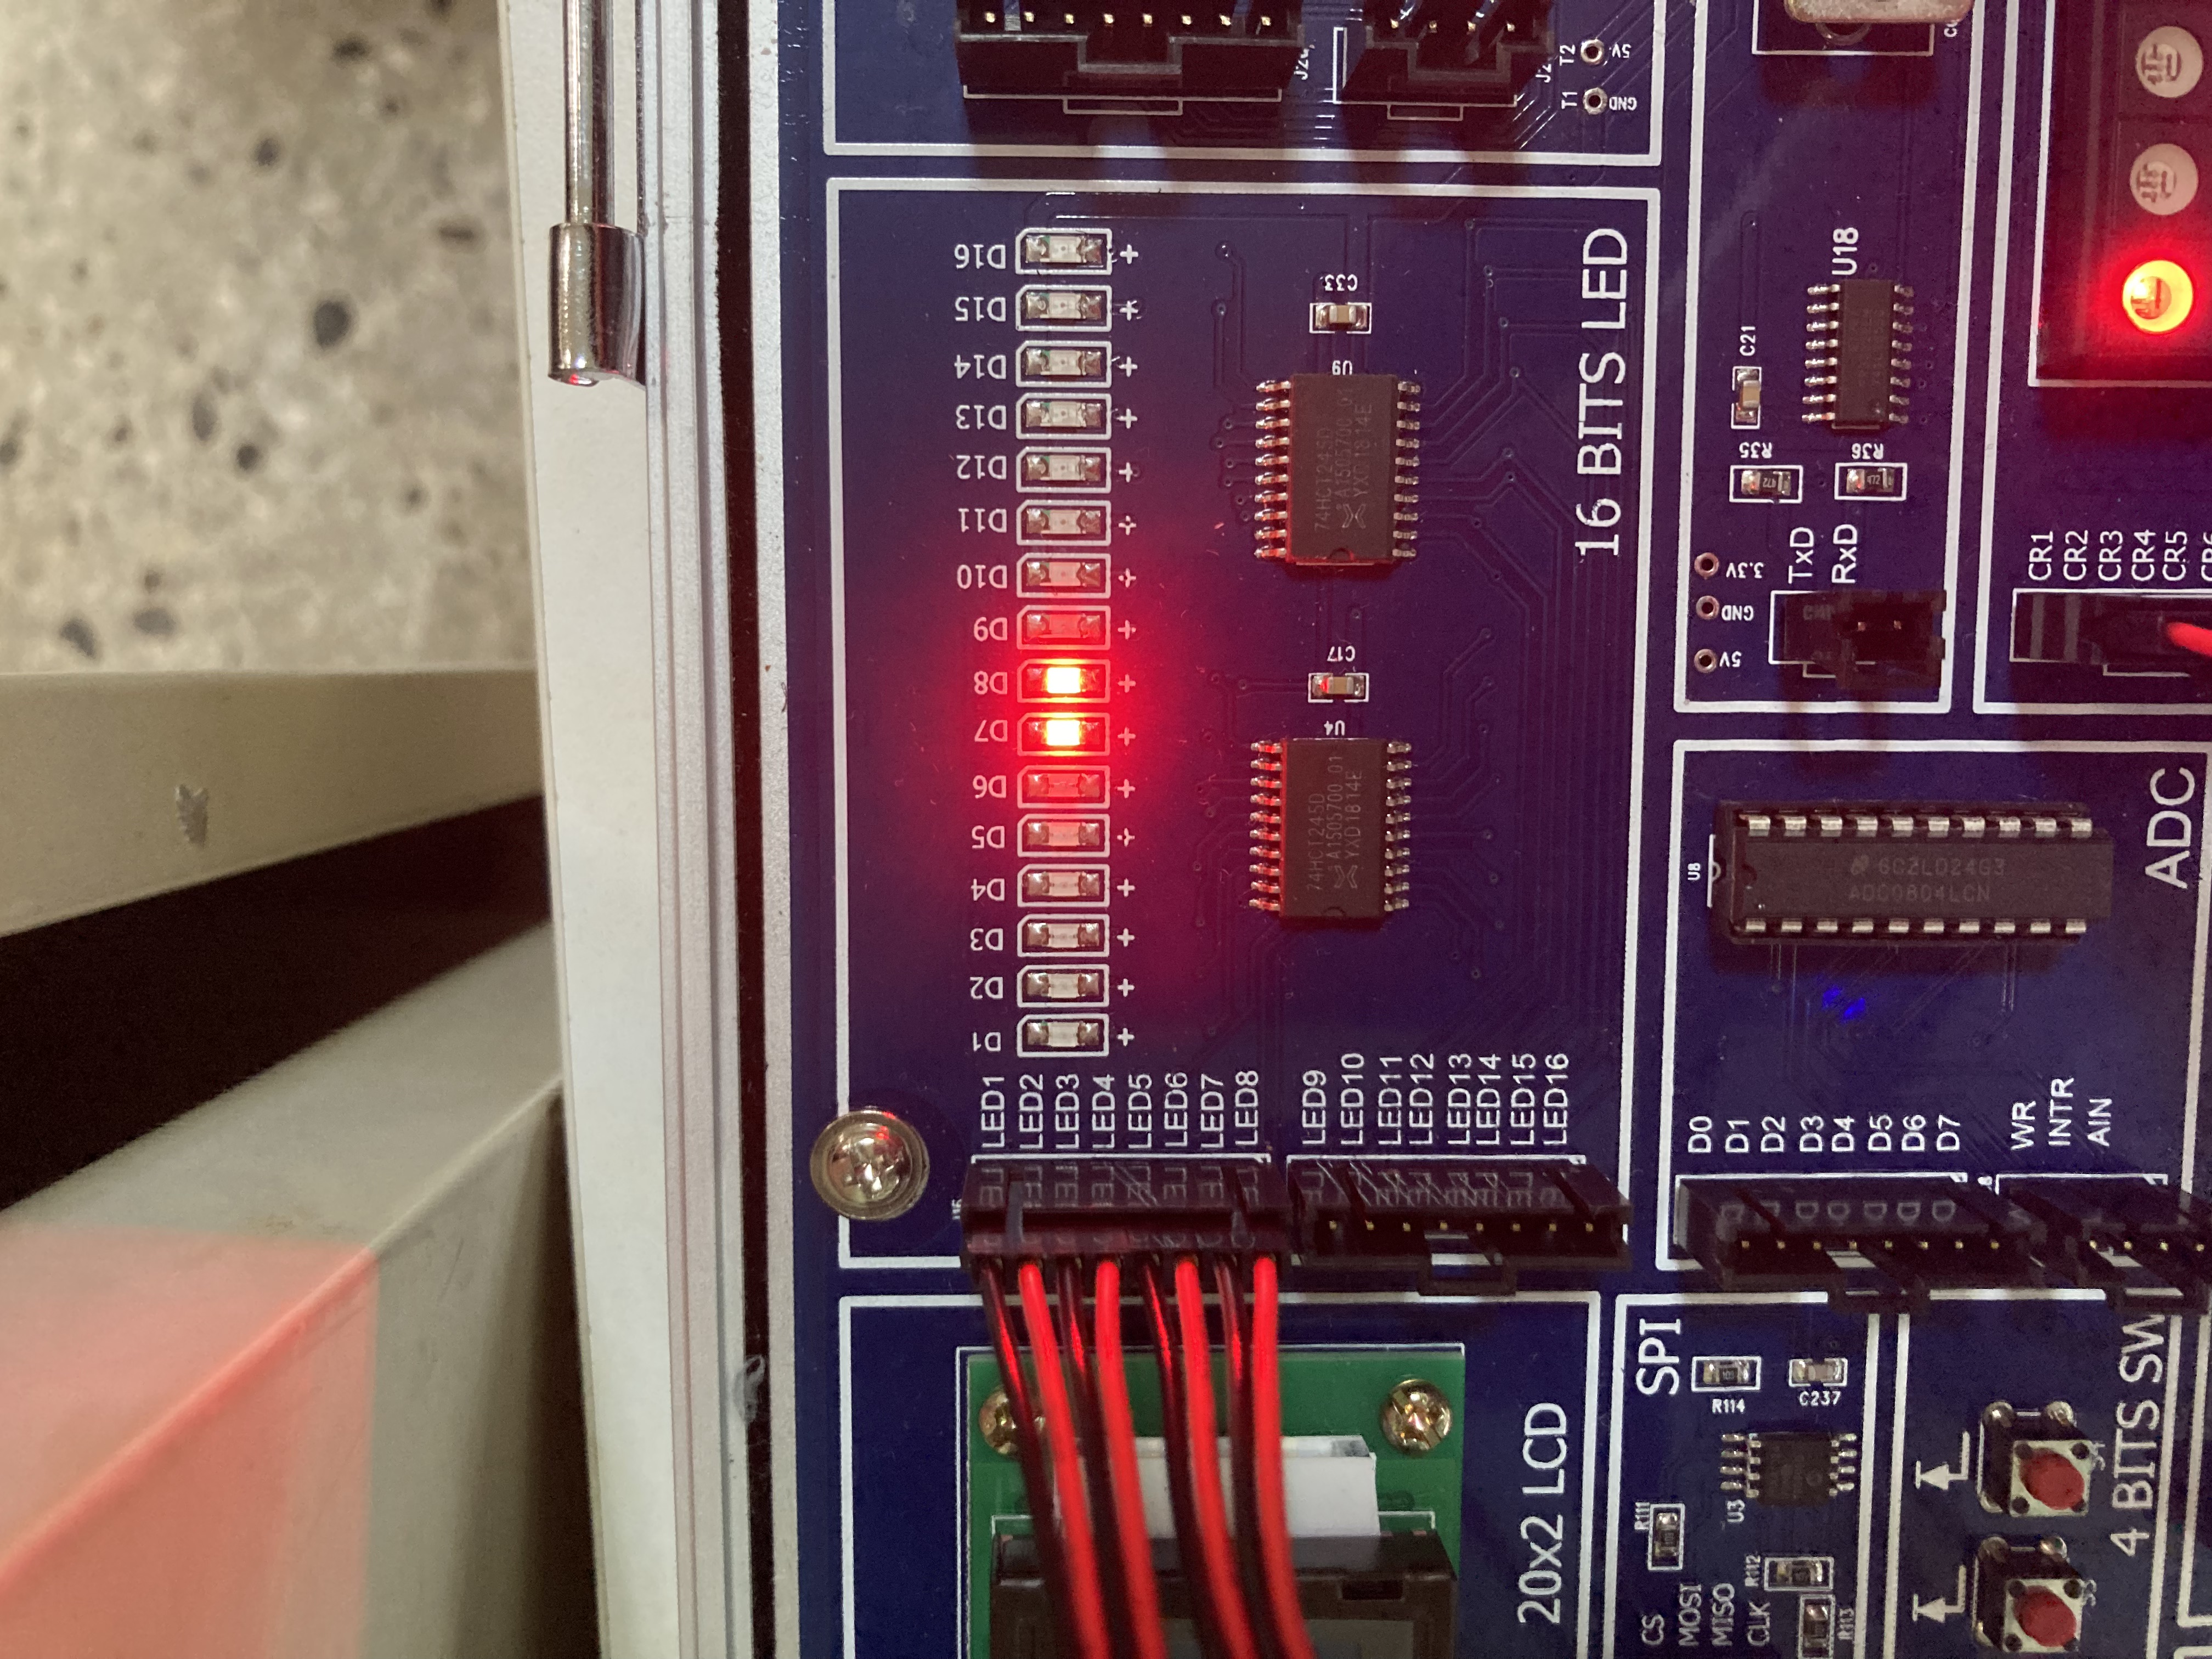 LED1
LED2
LED3
LED4
LED5
LED6
LED7
LED8
D1 D2 D3 D4 D5 D6 D7 D8 D9 D10 D11 D12 D13 D14 D15 D16
+ + + + + + + + + + + + + + + +
LED9
LED10
LED11
LED12
LED13
LED14
LED15
LED16
74HCT245D
A1505700 01
YXD1814E
U4
C17
74HCT245D
A1505700 01
YXD1814E
U9
C33
16 BITS LED
20x2 LCD
T1 T2
GND 5V
SPI
CS
MOSI
MISO
CLK
R111
R112
R113
R114
U3
C237
D0
D1
D2
D3
D4
D5
D6
D7
WR
INTR
AIN
U8
ADC0804LCN
ADC
5V GND 3.3V
TxD
RxD
R35
R36
C21
U18
4 BITS SW
CR1
CR2
CR3
CR4
CR5